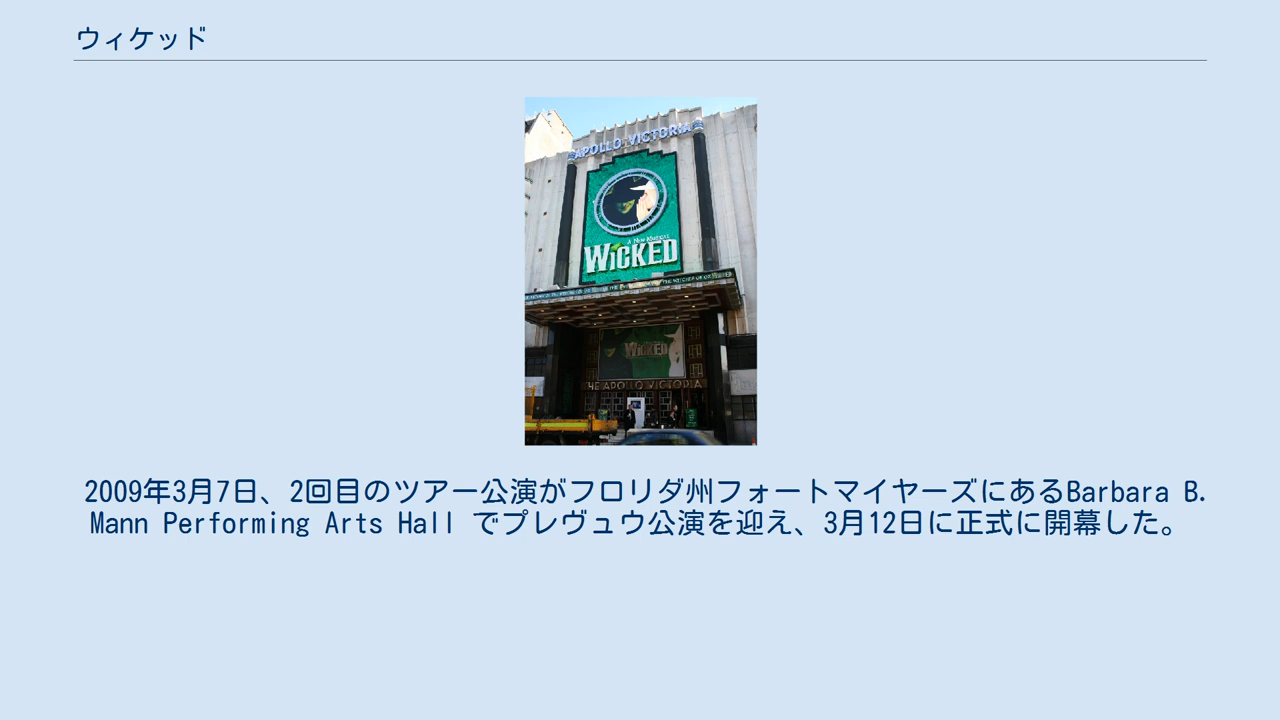 ウィケッド
APOLLO VICTORIA
A NEW MUSICAL
WICKED
WICKED
THE APOLLO VICTORIA
2009年3月7日、2回目のツアー公演がフロリダ州フォートマイヤーズにあるBarbara B.
Mann Performing Arts Hall でプレヴュウ公演を迎え、3月12日に正式に開幕した。